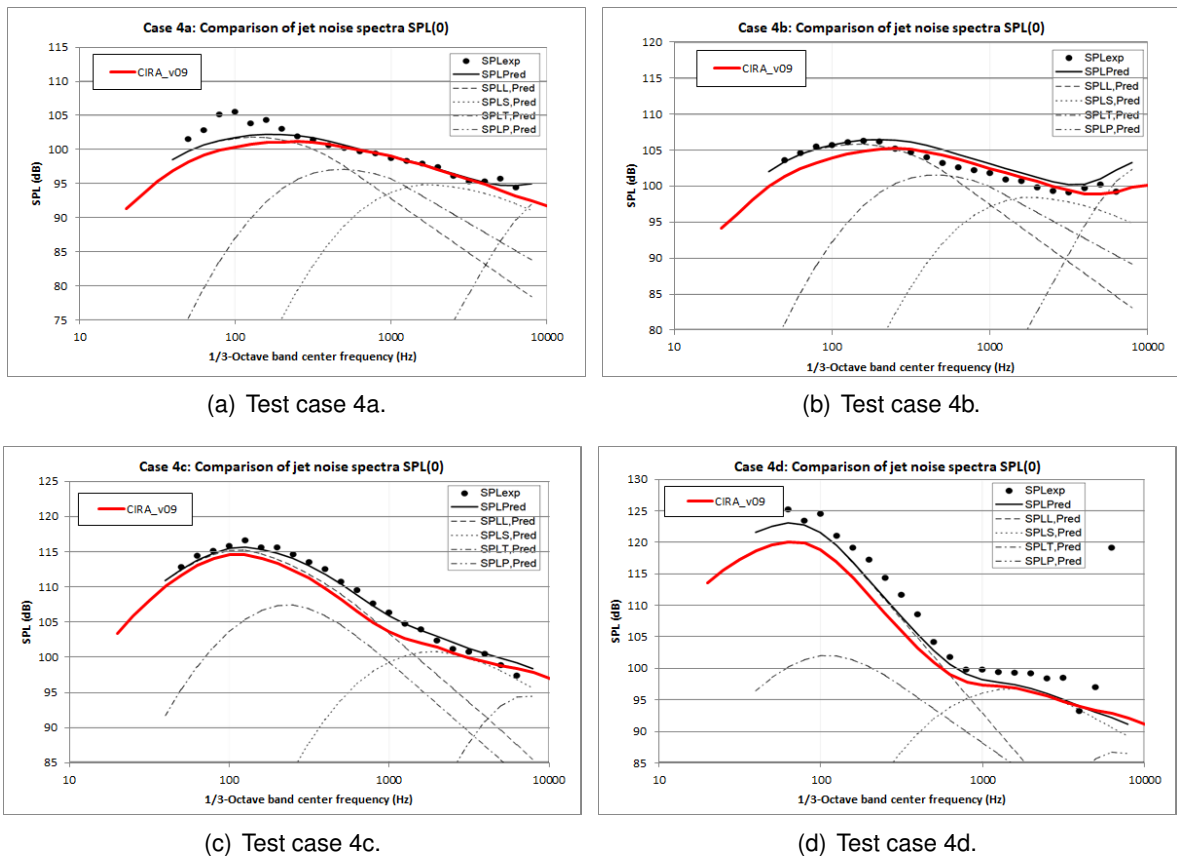 Case 4a: Comparison of jet noise spectra SPL(0)
115
110
105
100
95
90
85
80
75
SPL (dB)
10
100
1000
10000
1/3-Octave band center frequency (Hz)
CIRA_v09
SPLexp
SPLPred
SPLL,Pred
SPLS,Pred
SPLT,Pred
SPLP,Pred
(a) Test case 4a.
Case 4b: Comparison of jet noise spectra SPL(0)
120
115
110
105
100
95
90
85
80
SPL (dB)
10
100
1000
10000
1/3-Octave band center frequency (Hz)
CIRA_v09
SPLexp
SPLPred
SPLL,Pred
SPLS,Pred
SPLT,Pred
SPLP,Pred
(b) Test case 4b.
Case 4c: Comparison of jet noise spectra SPL(0)
125
120
115
110
105
100
95
90
85
SPL (dB)
10
100
1000
10000
1/3-Octave band center frequency (Hz)
CIRA_v09
SPLexp
SPLPred
SPLL,Pred
SPLS,Pred
SPLT,Pred
SPLP,Pred
(c) Test case 4c.
Case 4d: Comparison of jet noise spectra SPL(0)
130
125
120
115
110
105
100
95
90
85
SPL (dB)
10
100
1000
10000
1/3-Octave band center frequency (Hz)
CIRA_v09
SPLexp
SPLPred
SPLL,Pred
SPLS,Pred
SPLT,Pred
SPLP,Pred
(d) Test case 4d.